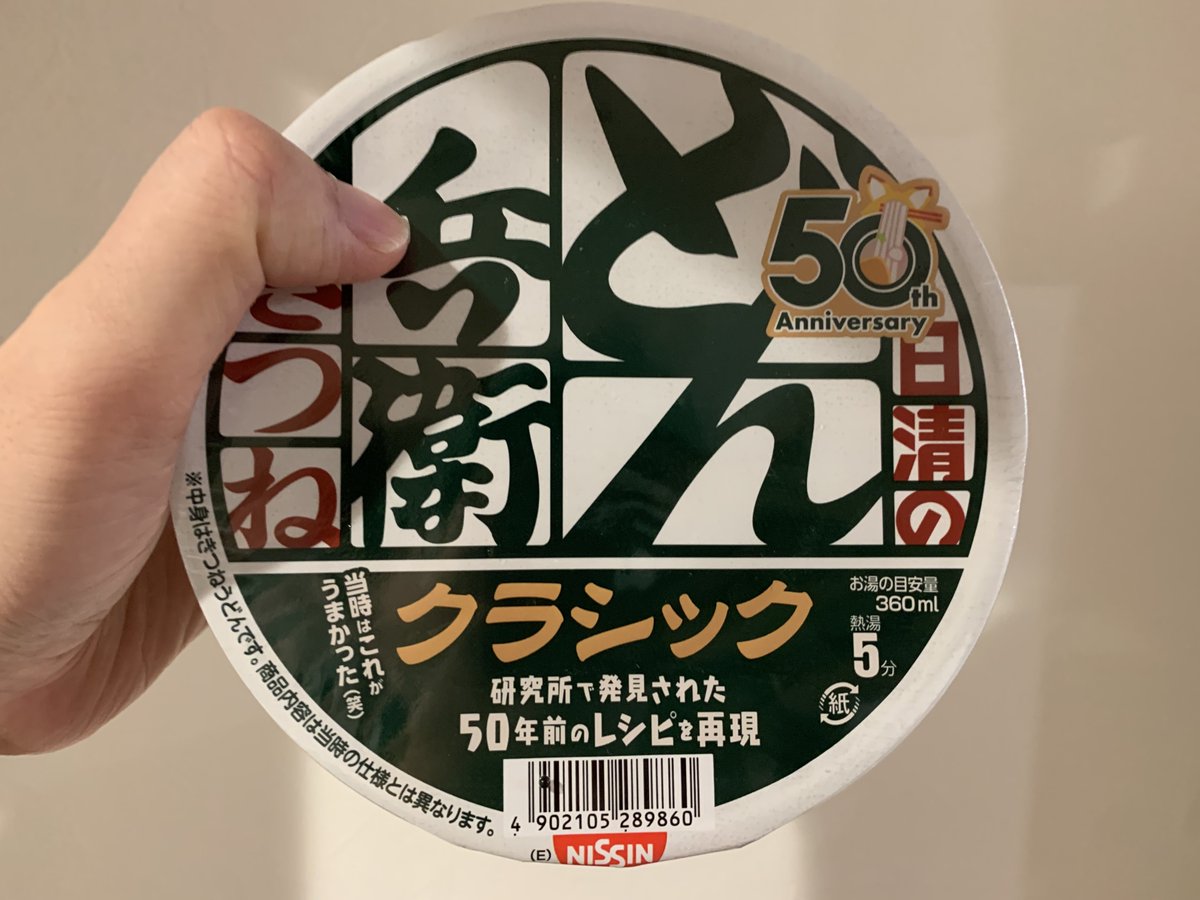 日清の
どん
兵衛
きつね
50th
Anniversary
クラシック
当時はこれが
うまかった(笑)
研究所で発見された
50年前のレシピを再現
お湯の目安量
360ml
熱湯
5分
紙
※中身はきつねうどんです。商品内容は当時の仕様とは異なります。
4 902105 289860
(E)
NISSIN